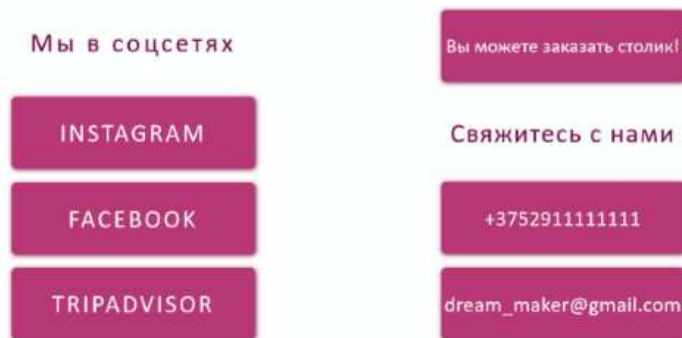 Мы в соцсетях
INSTAGRAM
FACEBOOK
TRIPADVISOR
Вы можете заказать столик!
Свяжитесь с нами
+3752911111111
dream_maker@gmail.com